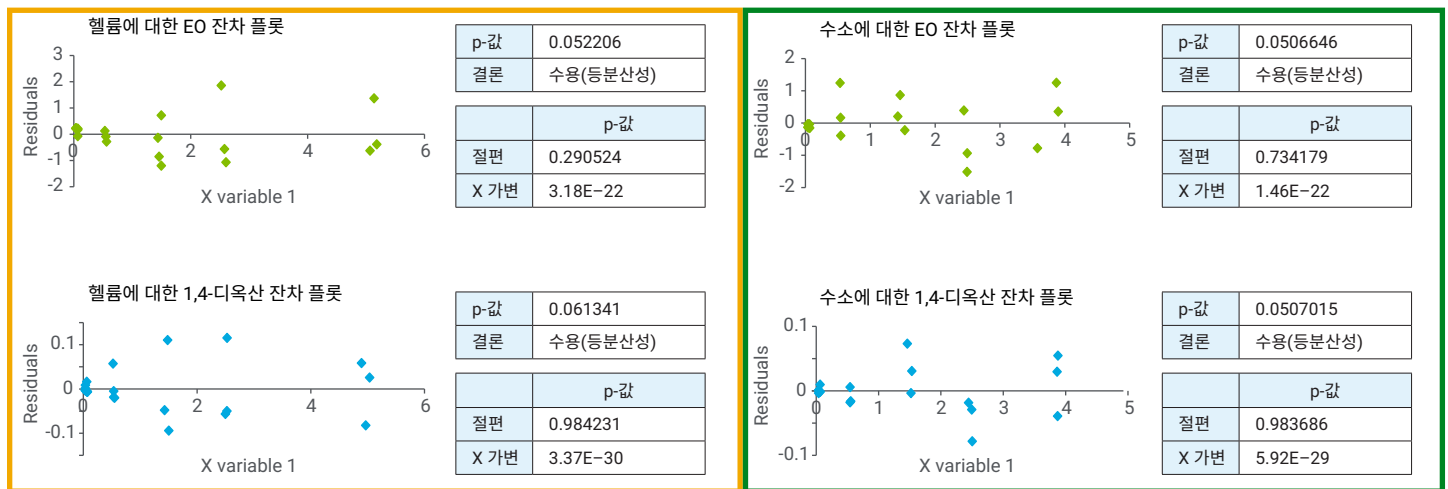 헬륨에 대한 EO 잔차 플롯
3
2
1
0
-1
-2
0
2
4
6
Residuals
X variable 1
p-값 0.052206
결론 수용(등분산성)
p-값
절편 0.290524
X 가변 3.18E−22
수소에 대한 EO 잔차 플롯
2
1
0
-1
-2
0
1
2
3
4
5
Residuals
X variable 1
p-값 0.0506646
결론 수용(등분산성)
p-값
절편 0.734179
X 가변 1.46E−22
헬륨에 대한 1,4-디옥산 잔차 플롯
0.1
0
-0.1
0
2
4
6
Residuals
X variable 1
p-값 0.061341
결론 수용(등분산성)
p-값
절편 0.984231
X 가변 3.37E−30
수소에 대한 1,4-디옥산 잔차 플롯
0.1
0
-0.1
0
1
2
3
4
5
Residuals
X variable 1
p-값 0.0507015
결론 수용(등분산성)
p-값
절편 0.983686
X 가변 5.92E−29